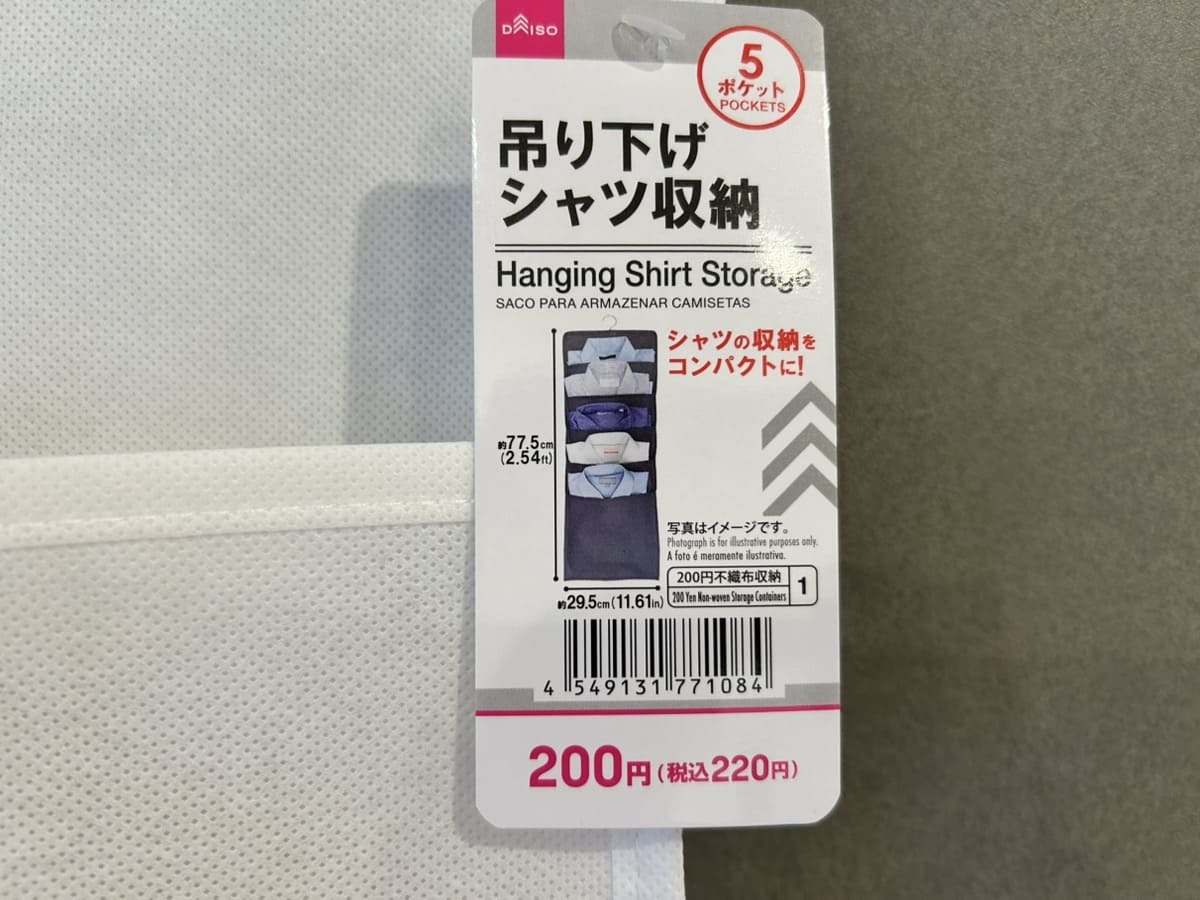 DAISO
5
ポケット
POCKETS
吊り下げ
シャツ収納
Hanging Shirt Storage
SACO PARA ARMAZENAR CAMISETAS
シャツの収納を
コンパクトに!
約77.5cm
(2.54ft)
写真はイメージです。
Photograph is for illustrative purposes only.
A foto é meramente ilustrativa.
200円不織布収納
200 Yen Non-woven Storage Containers
1
約29.5cm(11.61in)
4 549131 771084
200円(税込220円)